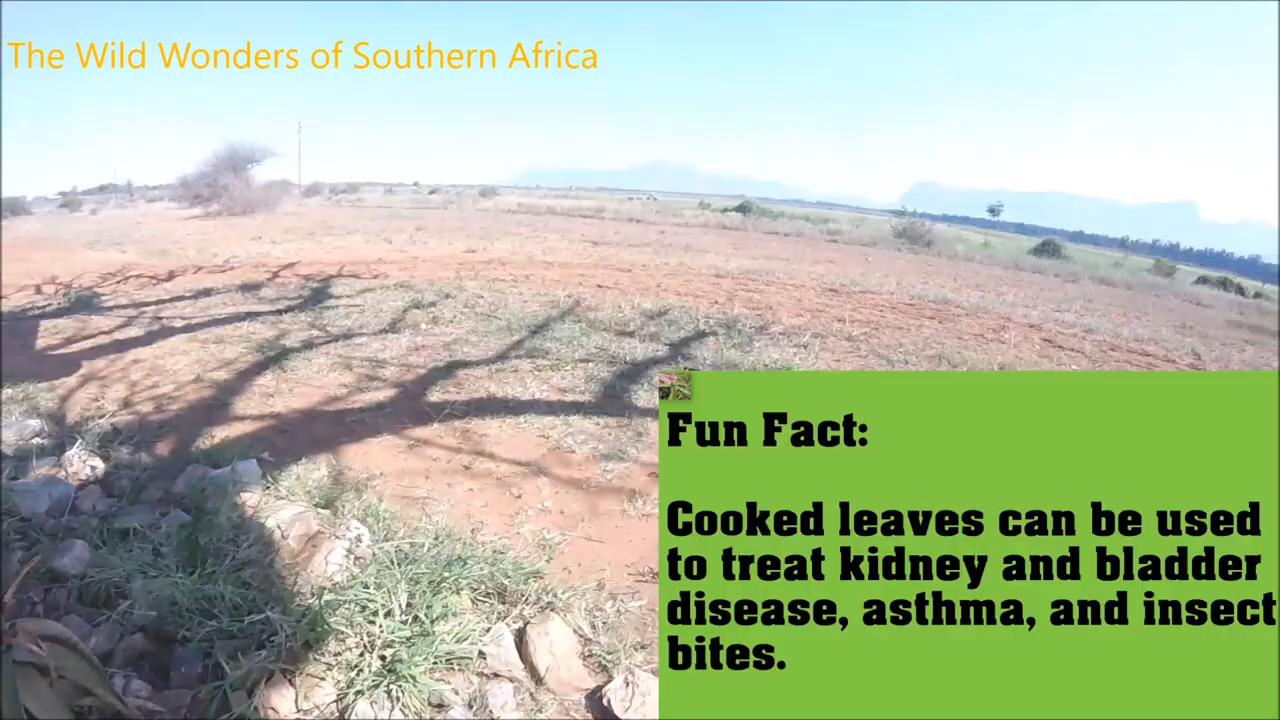 The Wild Wonders of Southern Africa
Fun Fact:
Cooked leaves can be used
to treat kidney and bladder
disease, asthma, and insect
bites.